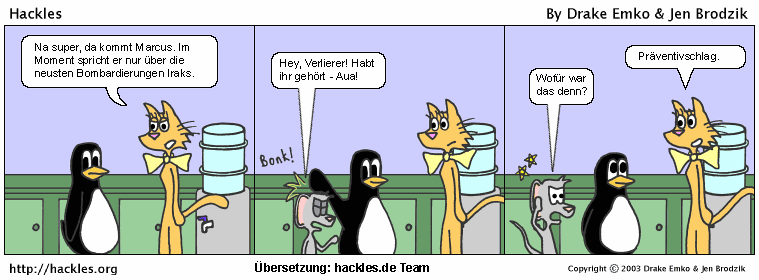 Hackles
By Drake Emko & Jen Brodzik
Na super, da kommt Marcus. Im
Moment spricht er nur über die
neusten Bombardierungen Iraks.
Hey, Verlierer! Habt
ihr gehört - Aua!
Bonk!
Wofür war
das denn?
Präventivschlag.
http://hackles.org
Übersetzung: hackles.de Team
Copyright © 2003 Drake Emko & Jen Brodzik